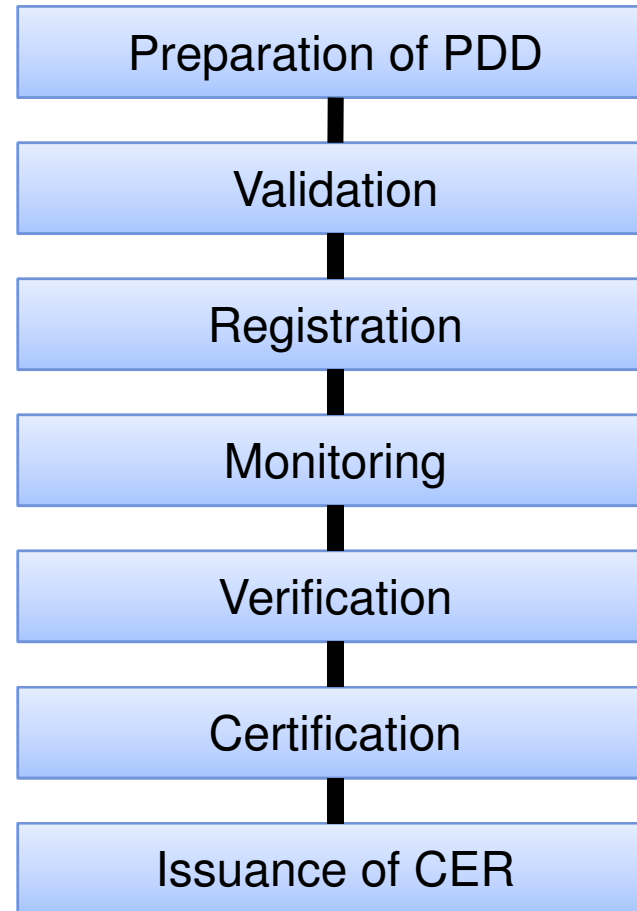 Preparation of PDD
Validation
Registration
Monitoring
Verification
Certification
Issuance of CER